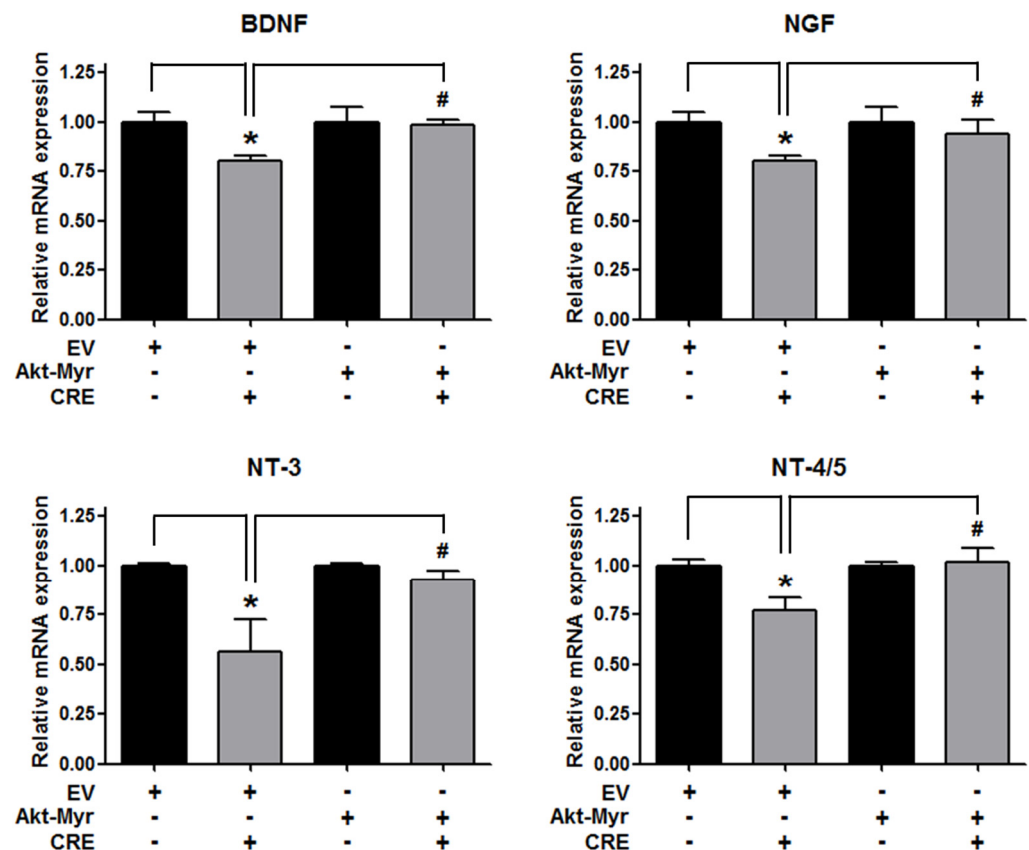 BDNF
Relative mRNA expression
1.25
1.00
0.75
0.50
0.25
0.00
*
#
EV + + - -
Akt-Myr - - + +
CRE - + - +
NGF
Relative mRNA expression
1.25
1.00
0.75
0.50
0.25
0.00
*
#
EV + + - -
Akt-Myr - - + +
CRE - + - +
NT-3
Relative mRNA expression
1.25
1.00
0.75
0.50
0.25
0.00
*
#
EV + + - -
Akt-Myr - - + +
CRE - + - +
NT-4/5
Relative mRNA expression
1.25
1.00
0.75
0.50
0.25
0.00
*
#
EV + + - -
Akt-Myr - - + +
CRE - + - +